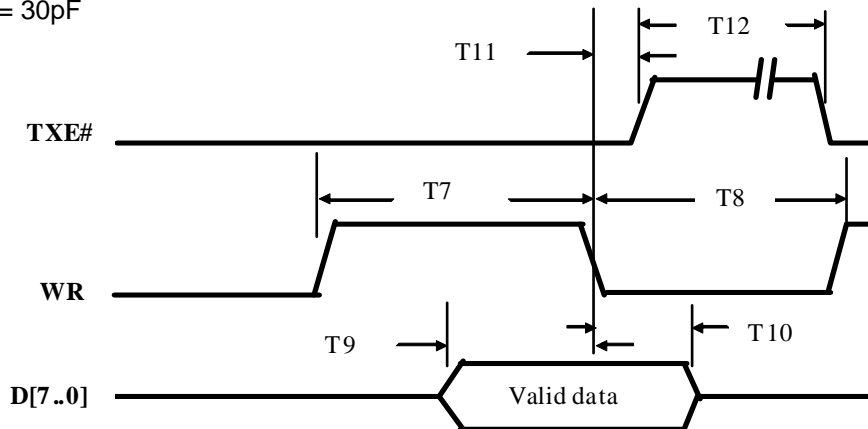 = 30pF
T12
T11
TXE#
T7
T8
WR
T9
T10
D[7..0]
Valid data